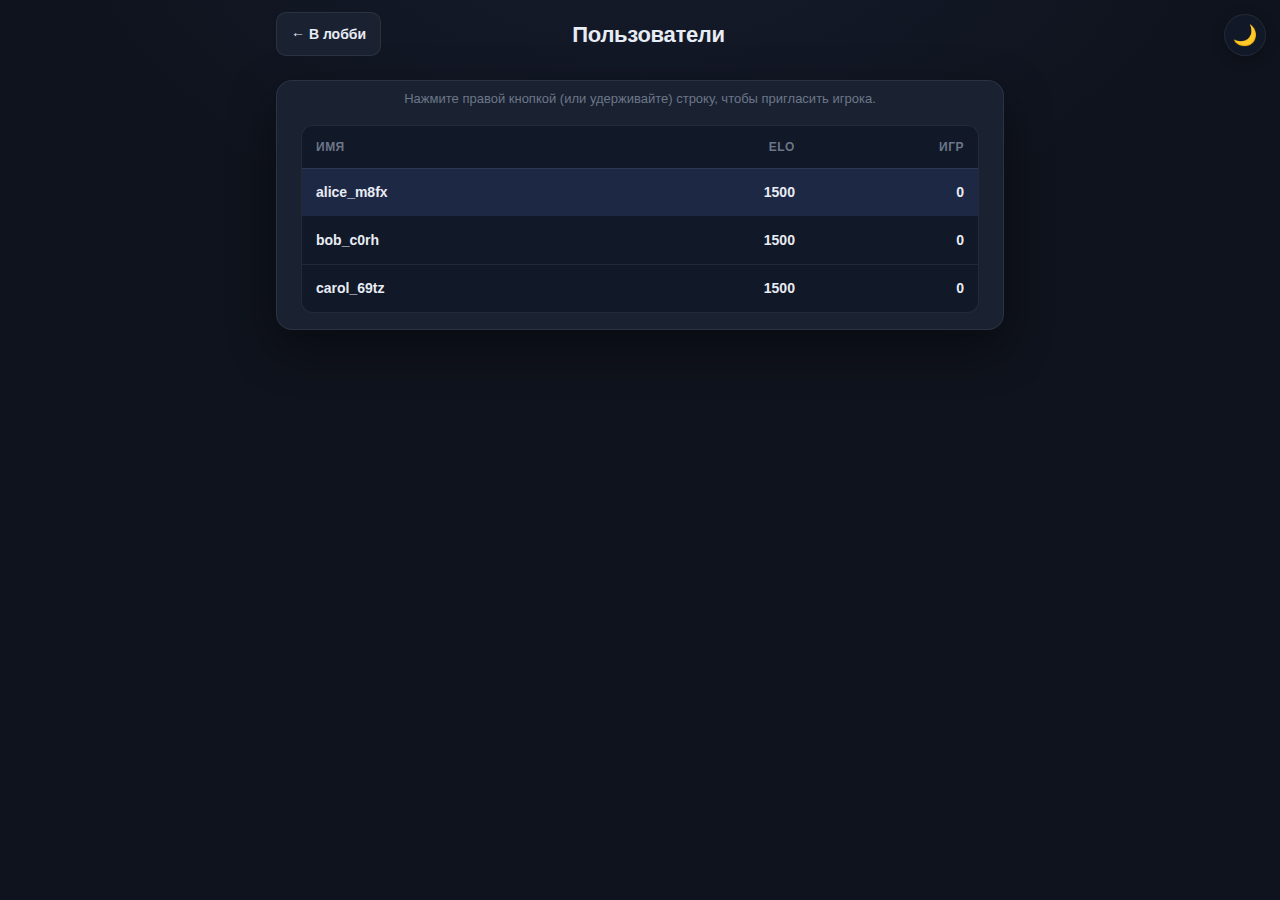 ← В лобби
Пользователи
Нажмите правой кнопкой (или удерживайте) строку, чтобы пригласить игрока.
ИМЯ ELO ИГР
alice_m8fx 1500 0
bob_c0rh 1500 0
carol_69tz 1500 0